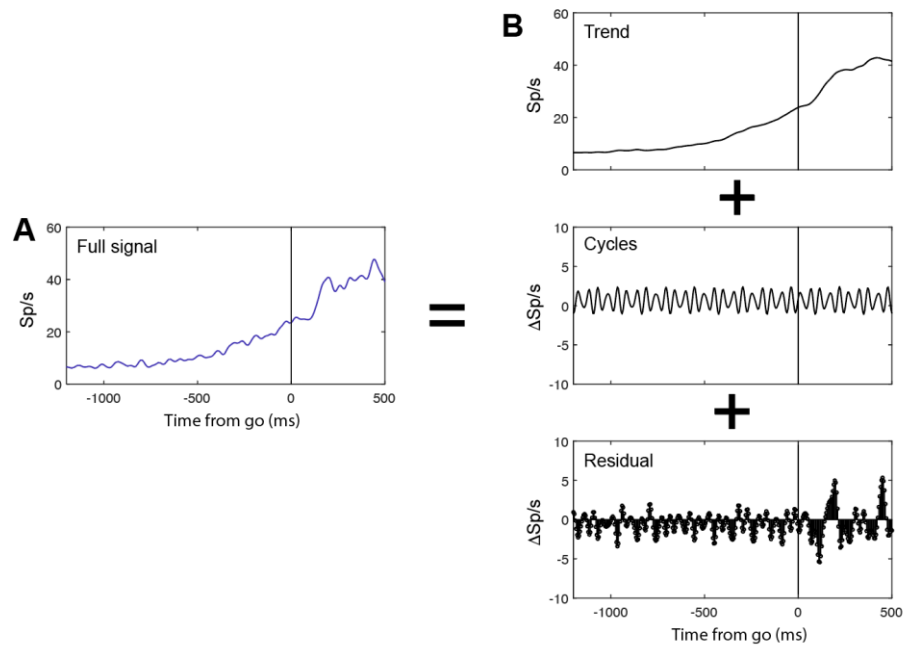 A
Full signal
Sp/s
60
40
20
0
-1000
-500
0
500
Time from go (ms)
=
B
Trend
Sp/s
60
40
20
0
+
Cycles
ΔSp/s
10
5
0
-5
-10
+
Residual
ΔSp/s
10
5
0
-5
-10
-1000
-500
0
500
Time from go (ms)